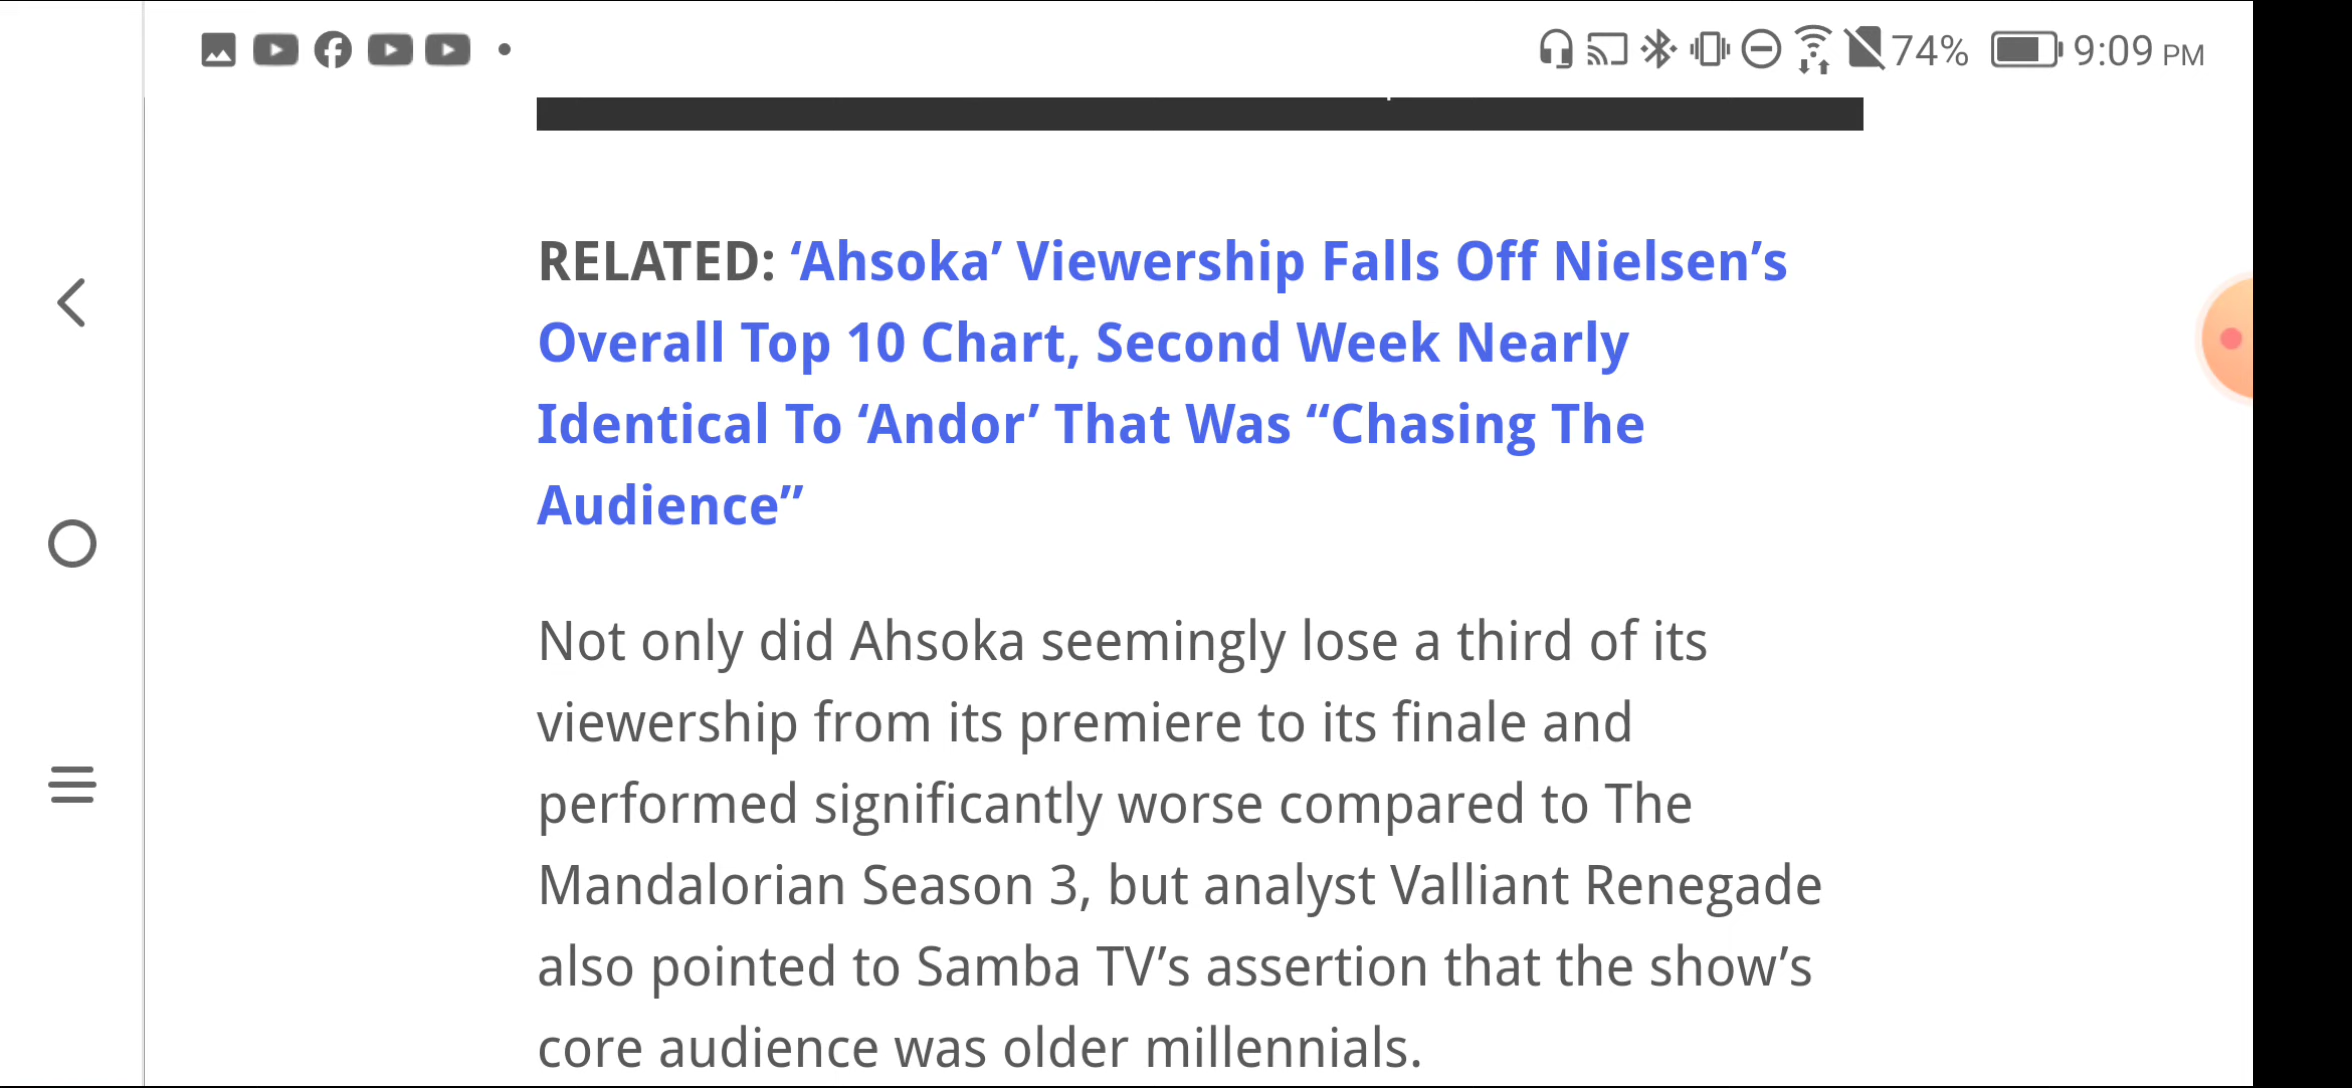 74% 9:09 PM
RELATED: ‘Ahsoka’ Viewership Falls Off Nielsen’s
Overall Top 10 Chart, Second Week Nearly
Identical To ‘Andor’ That Was “Chasing The
Audience”
Not only did Ahsoka seemingly lose a third of its
viewership from its premiere to its finale and
performed significantly worse compared to The
Mandalorian Season 3, but analyst Valliant Renegade
also pointed to Samba TV’s assertion that the show’s
core audience was older millennials.